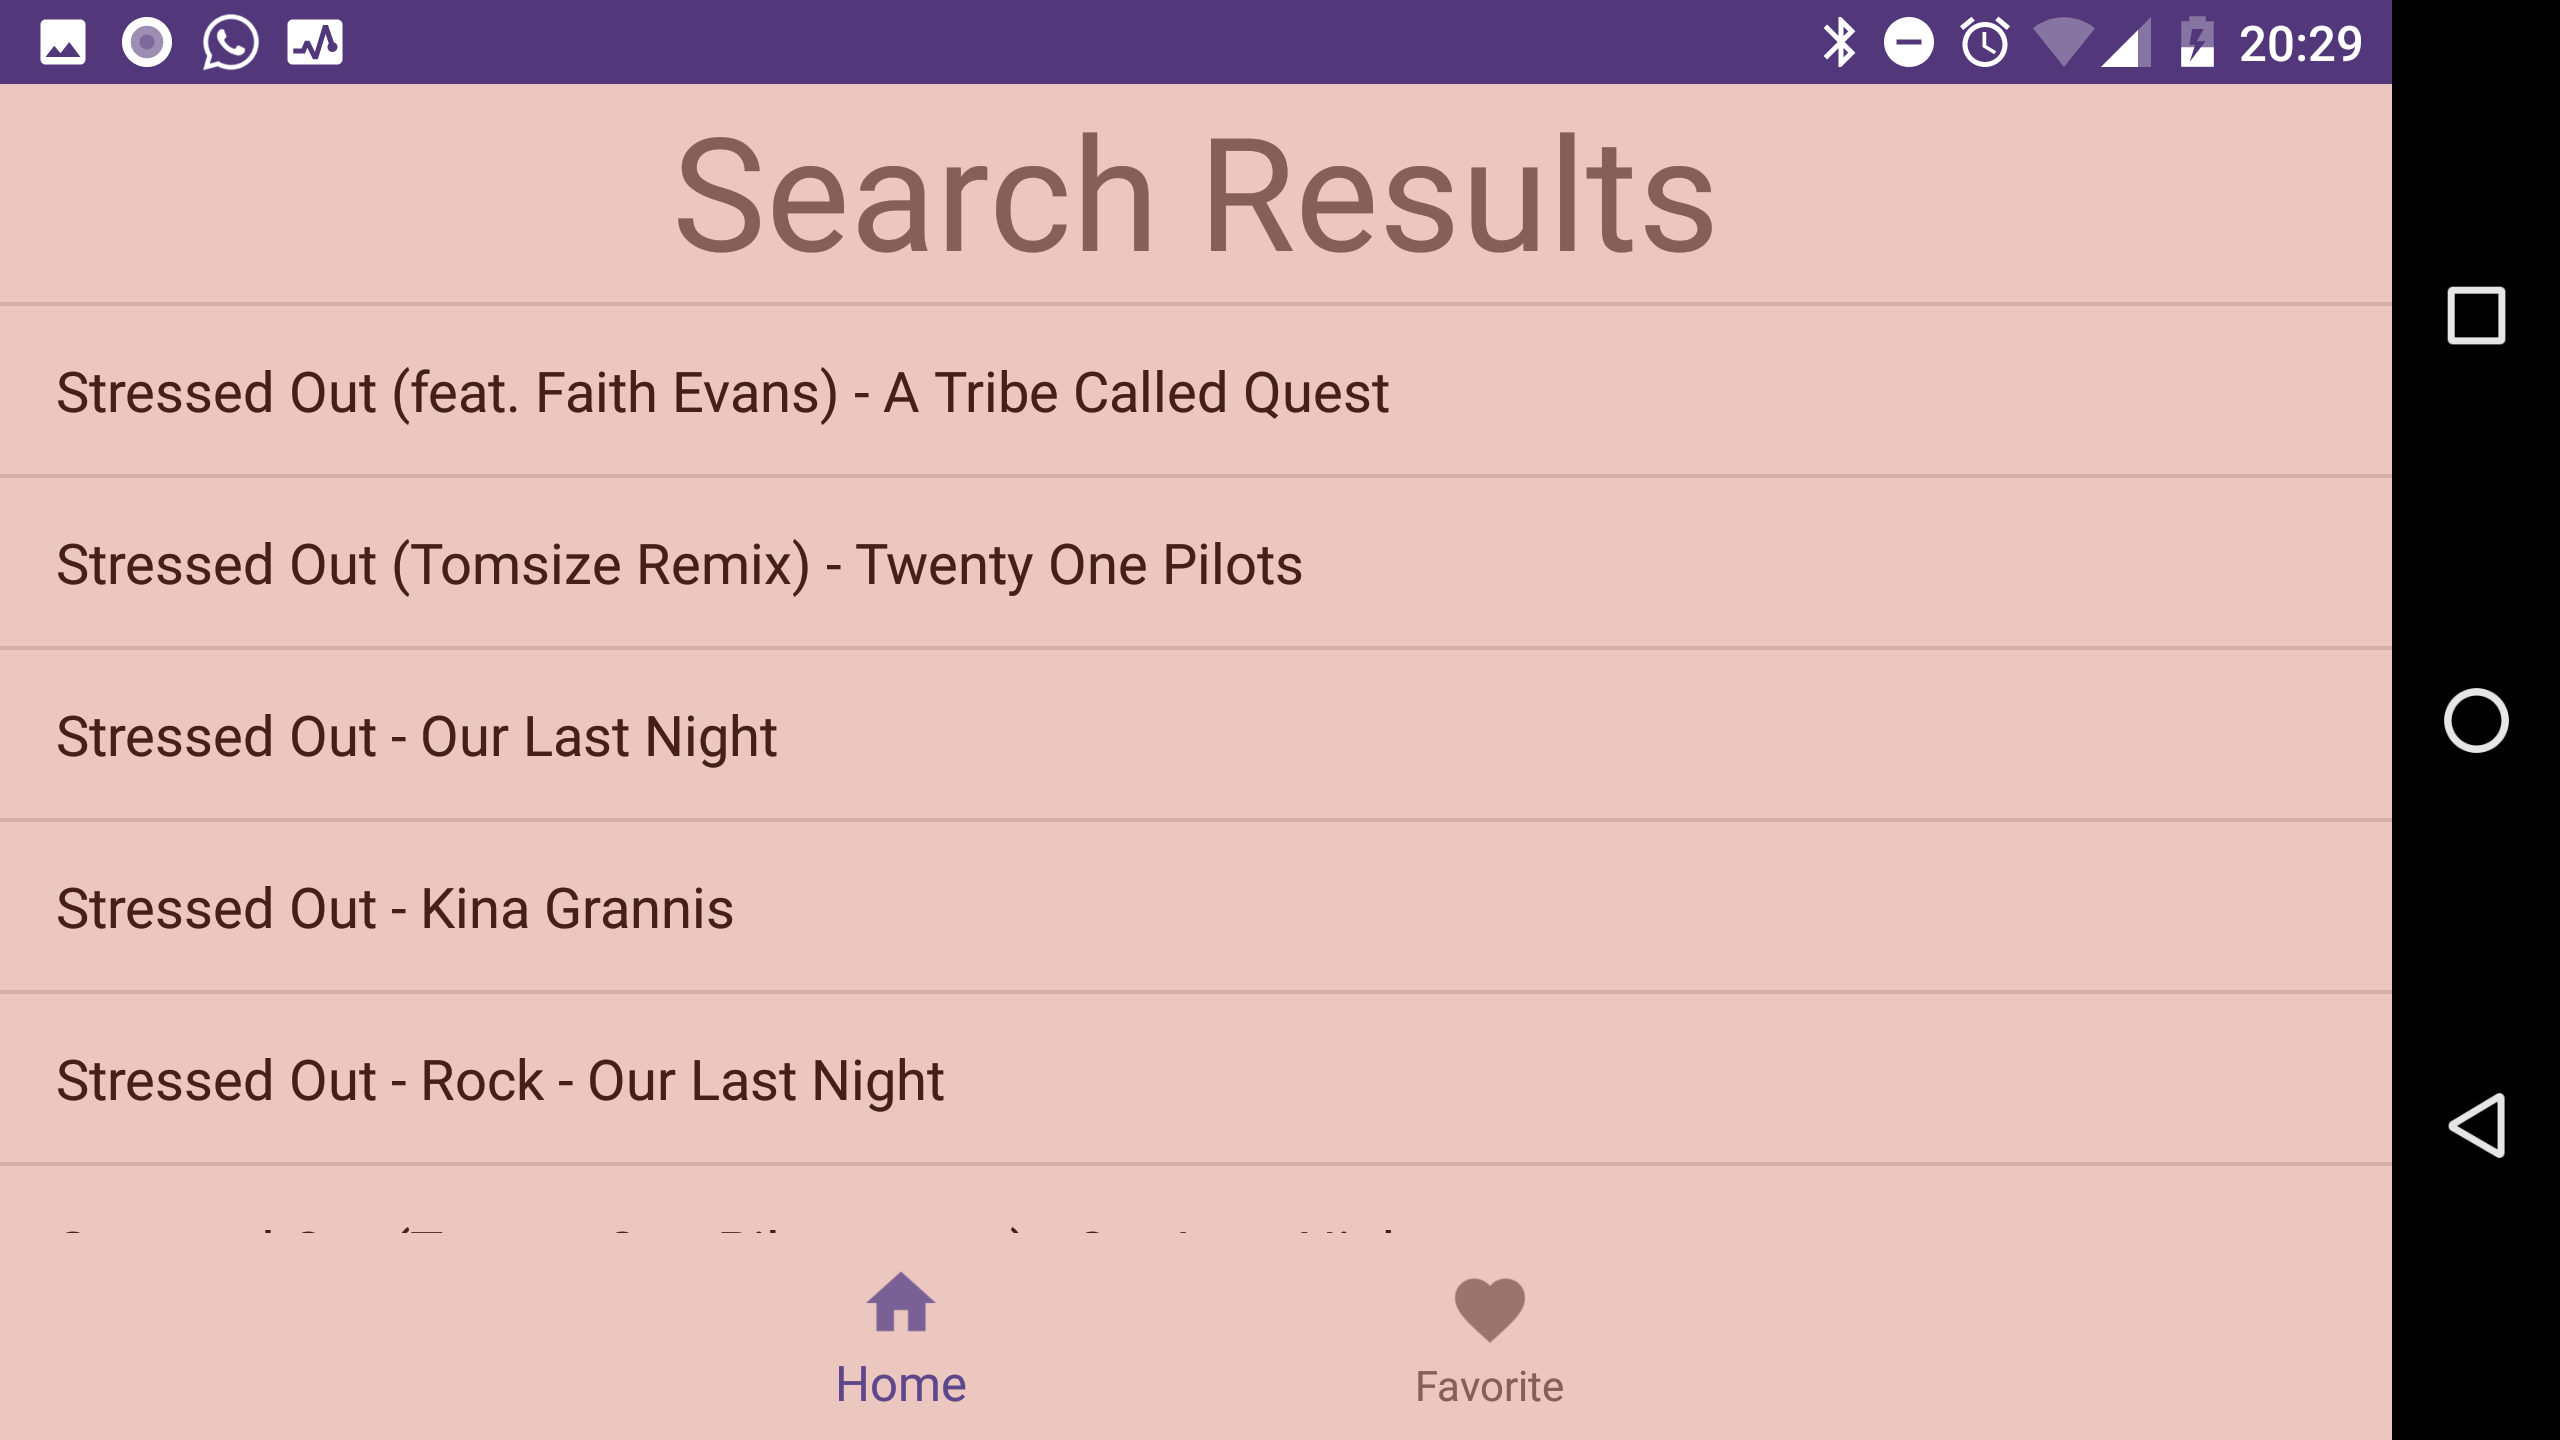 20:29
Search Results
Stressed Out (feat. Faith Evans) - A Tribe Called Quest
Stressed Out (Tomsize Remix) - Twenty One Pilots
Stressed Out - Our Last Night
Stressed Out - Kina Grannis
Stressed Out - Rock - Our Last Night
Home
Favorite